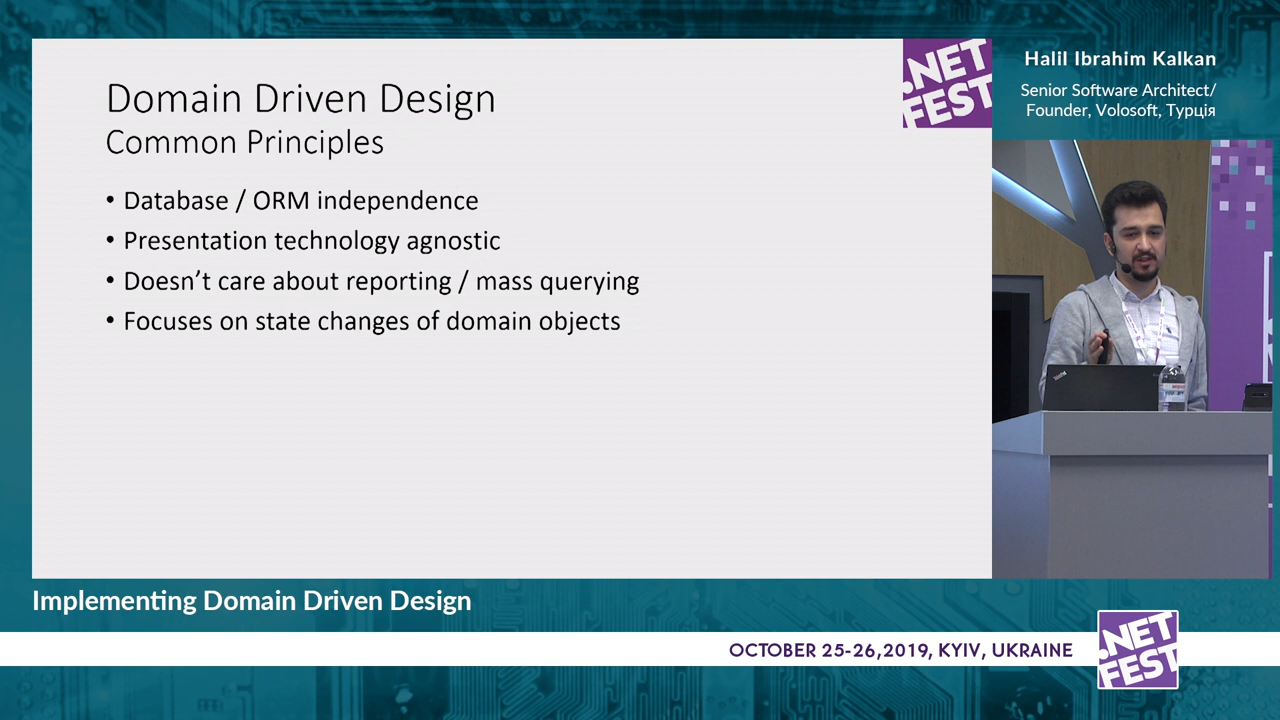 Domain Driven Design
Common Principles
• Database / ORM independence
• Presentation technology agnostic
• Doesn’t care about reporting / mass querying
• Focuses on state changes of domain objects
.NET
FEST
Halil Ibrahim Kalkan
Senior Software Architect/
Founder, Volosoft, Турція
ThinkPad
Implementing Domain Driven Design
OCTOBER 25-26,2019, KYIV, UKRAINE
.NET
FEST